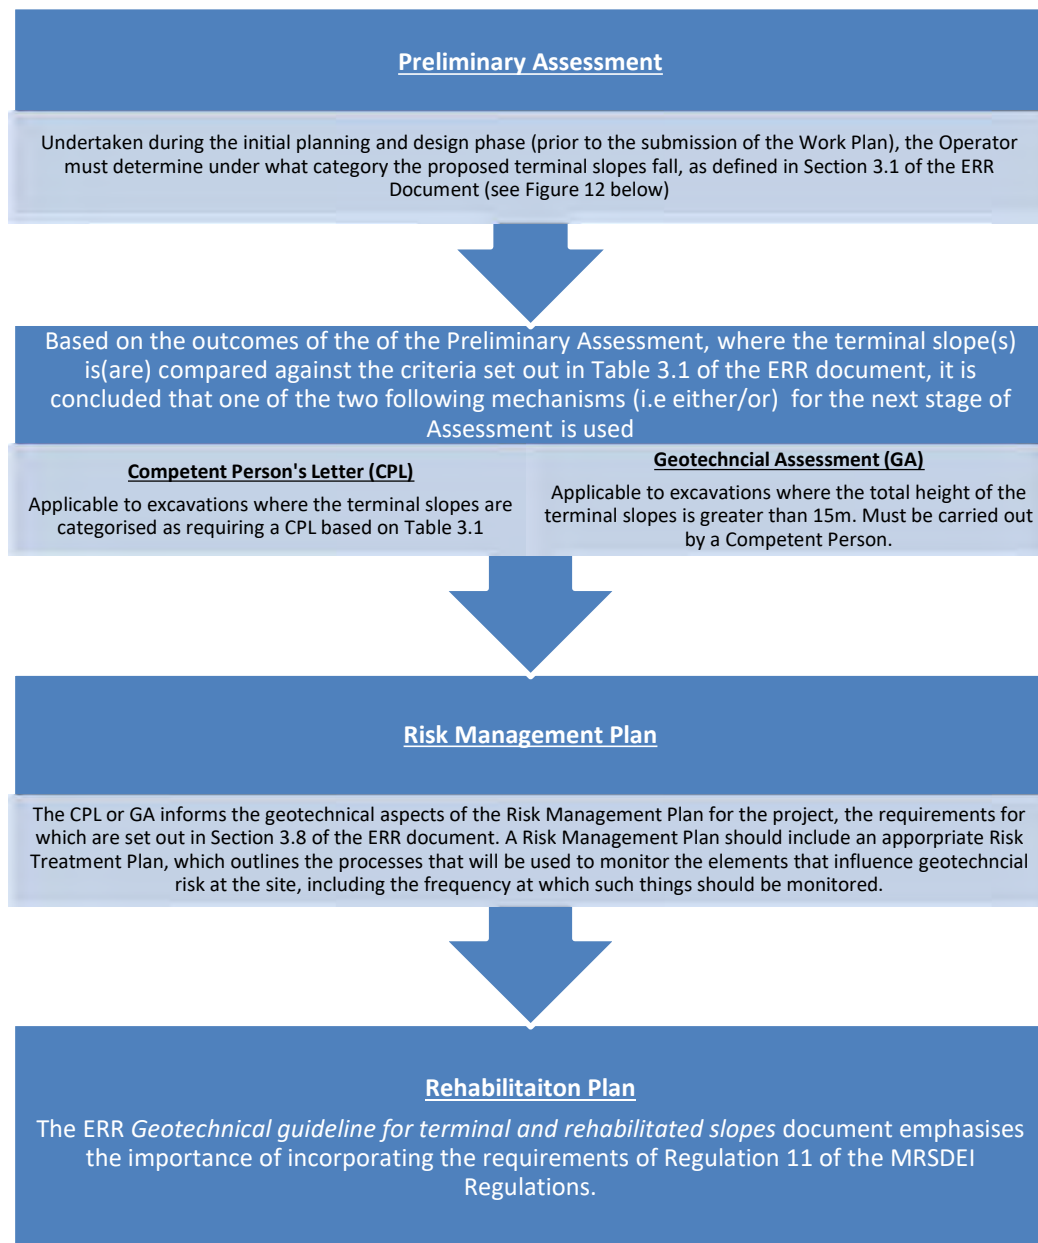 Preliminary Assessment
Undertaken during the initial planning and design phase (prior to the submission of the Work Plan), the Operator
must determine under what category the proposed terminal slopes fall, as defined in Section 3.1 of the ERR
Document (see Figure 12 below)
Based on the outcomes of the of the Preliminary Assessment, where the terminal slope(s)
is(are) compared against the criteria set out in Table 3.1 of the ERR document, it is
concluded that one of the two following mechanisms (i.e either/or) for the next stage of
Assessment is used
Competent Person's Letter (CPL)
Applicable to excavations where the terminal slopes are
categorised as requiring a CPL based on Table 3.1
Geotechncial Assessment (GA)
Applicable to excavations where the total height of the
terminal slopes is greater than 15m. Must be carried out
by a Competent Person.
Risk Management Plan
The CPL or GA informs the geotechnical aspects of the Risk Management Plan for the project, the requirements for
which are set out in Section 3.8 of the ERR document. A Risk Management Plan should include an apporpriate Risk
Treatment Plan, which outlines the processes that will be used to monitor the elements that influence geotechncial
risk at the site, including the frequency at which such things should be monitored.
Rehabilitaiton Plan
The ERR Geotechnical guideline for terminal and rehabilitated slopes document emphasises
the importance of incorporating the requirements of Regulation 11 of the MRSDEI
Regulations.